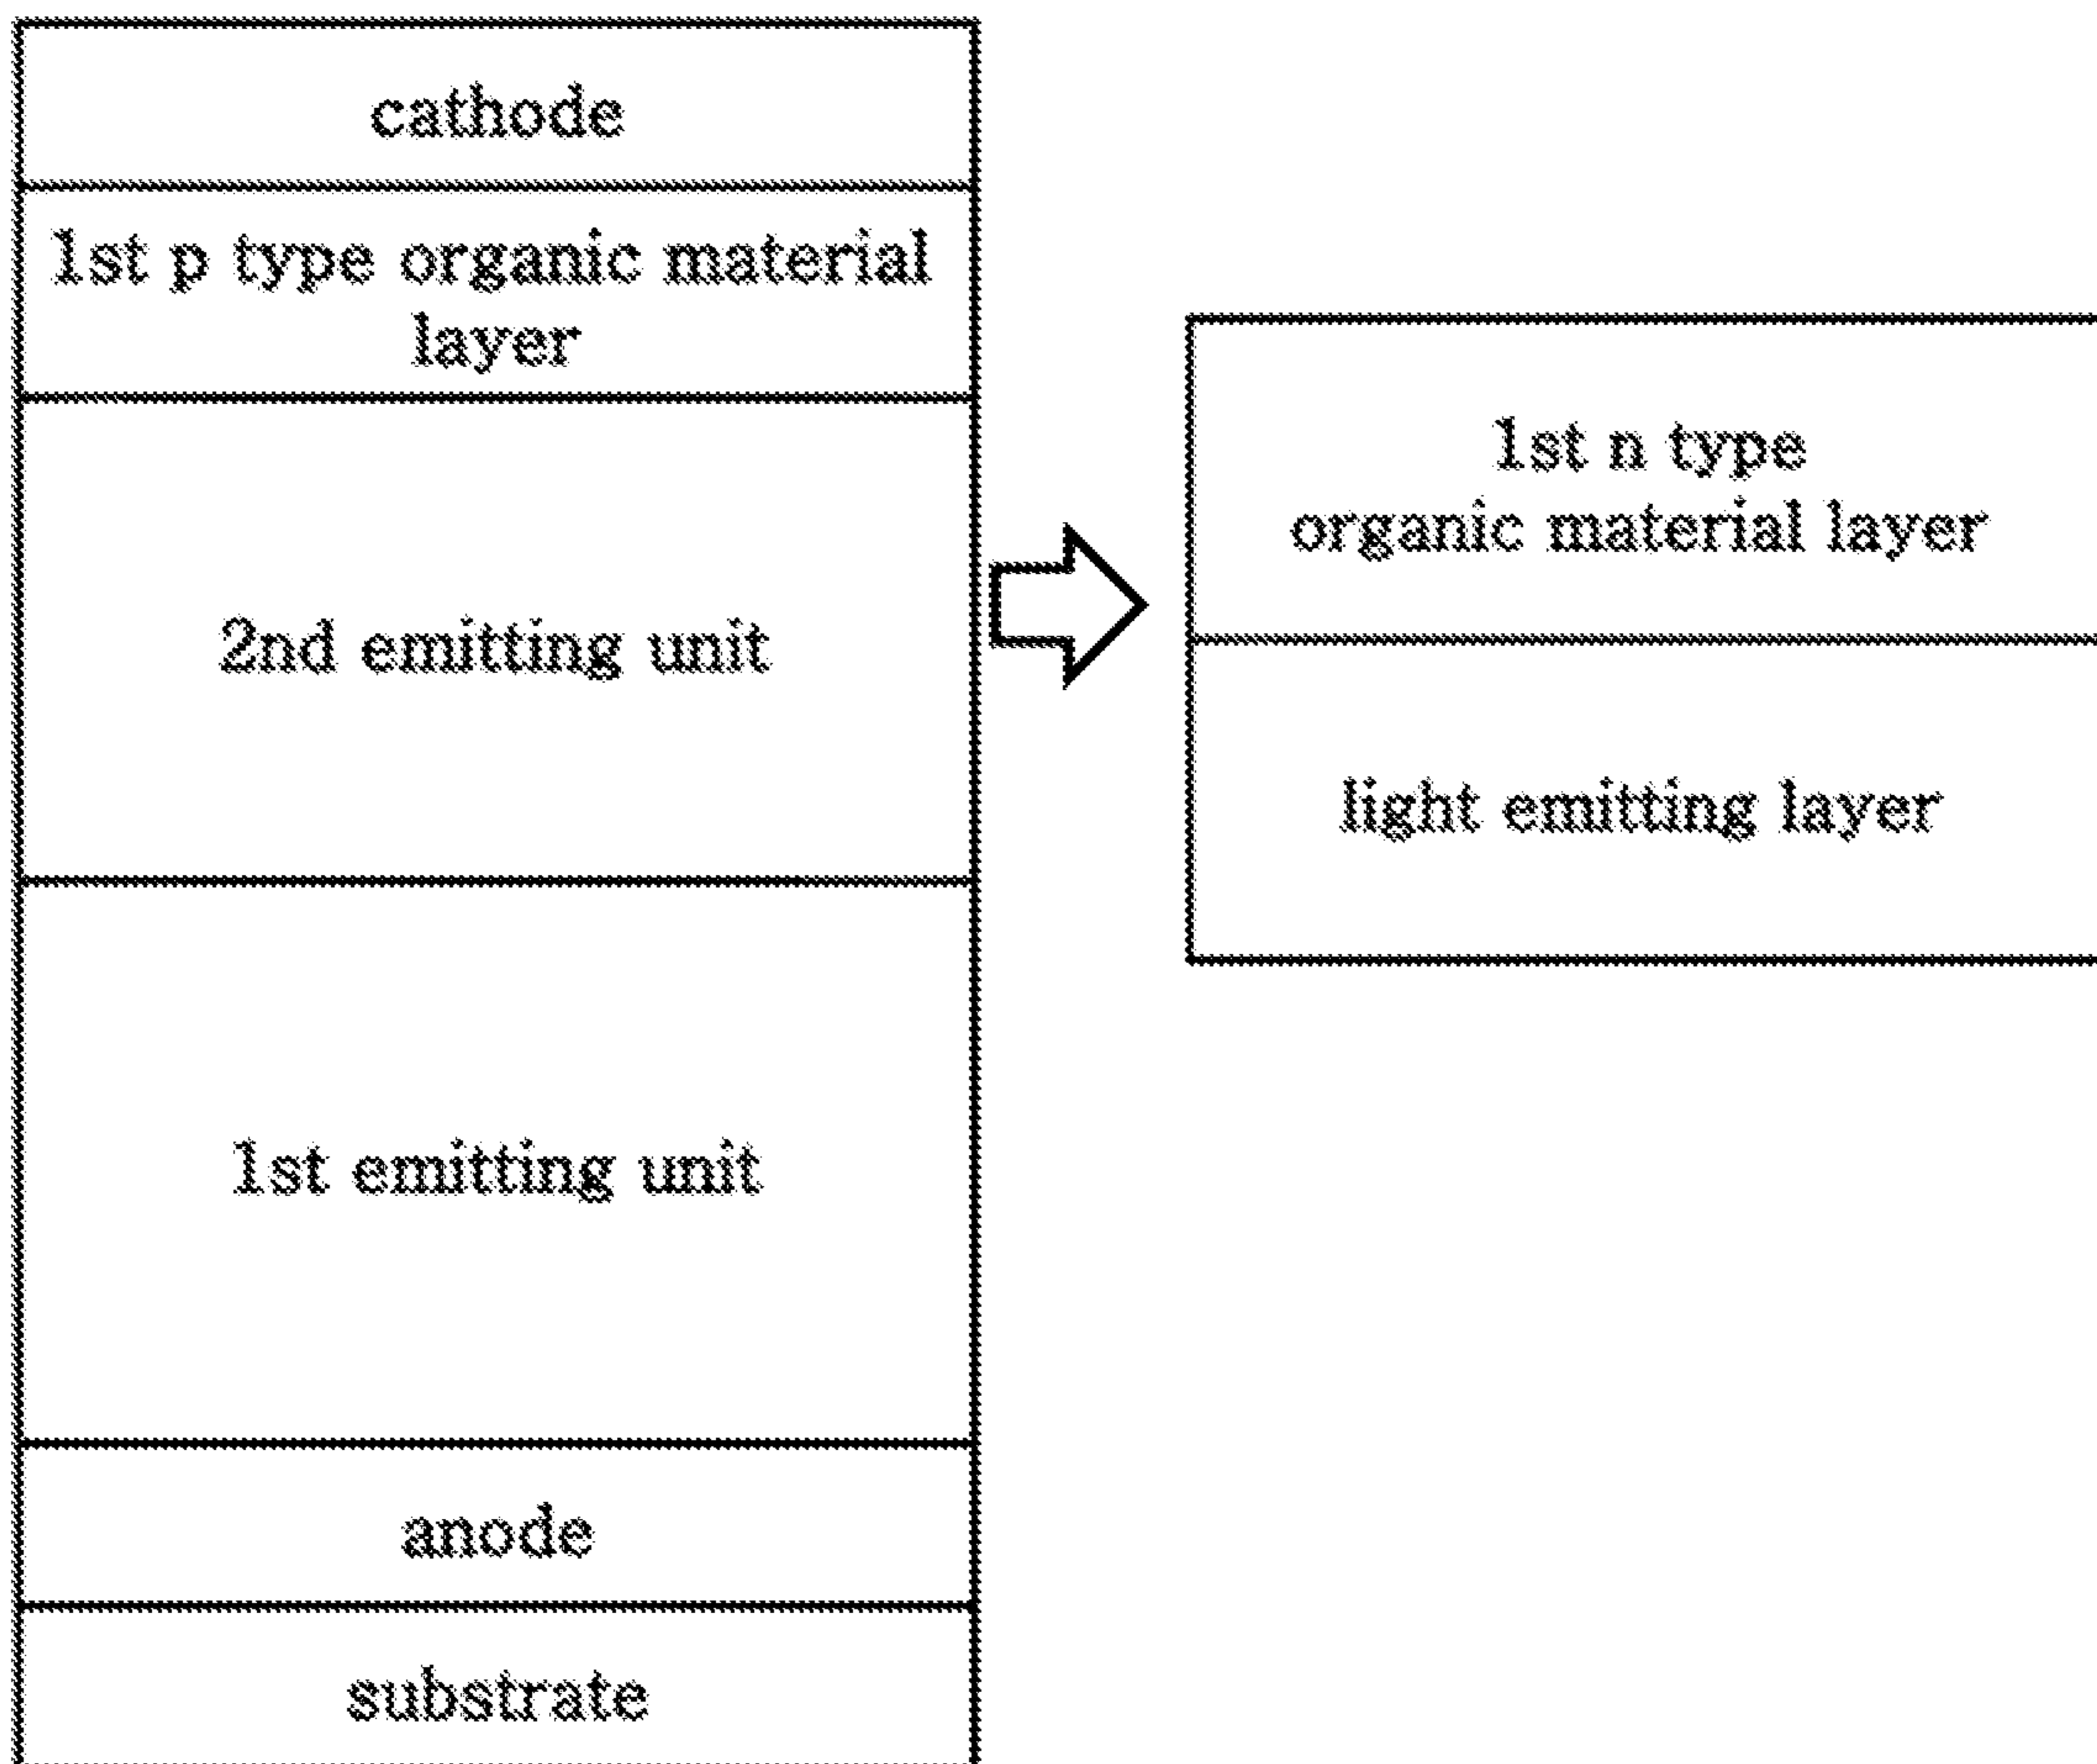 cathode
1st p type organic material
layer
2nd emitting unit
1st emitting unit
anode
substrate
1st n type
organic material layer
light emitting layer